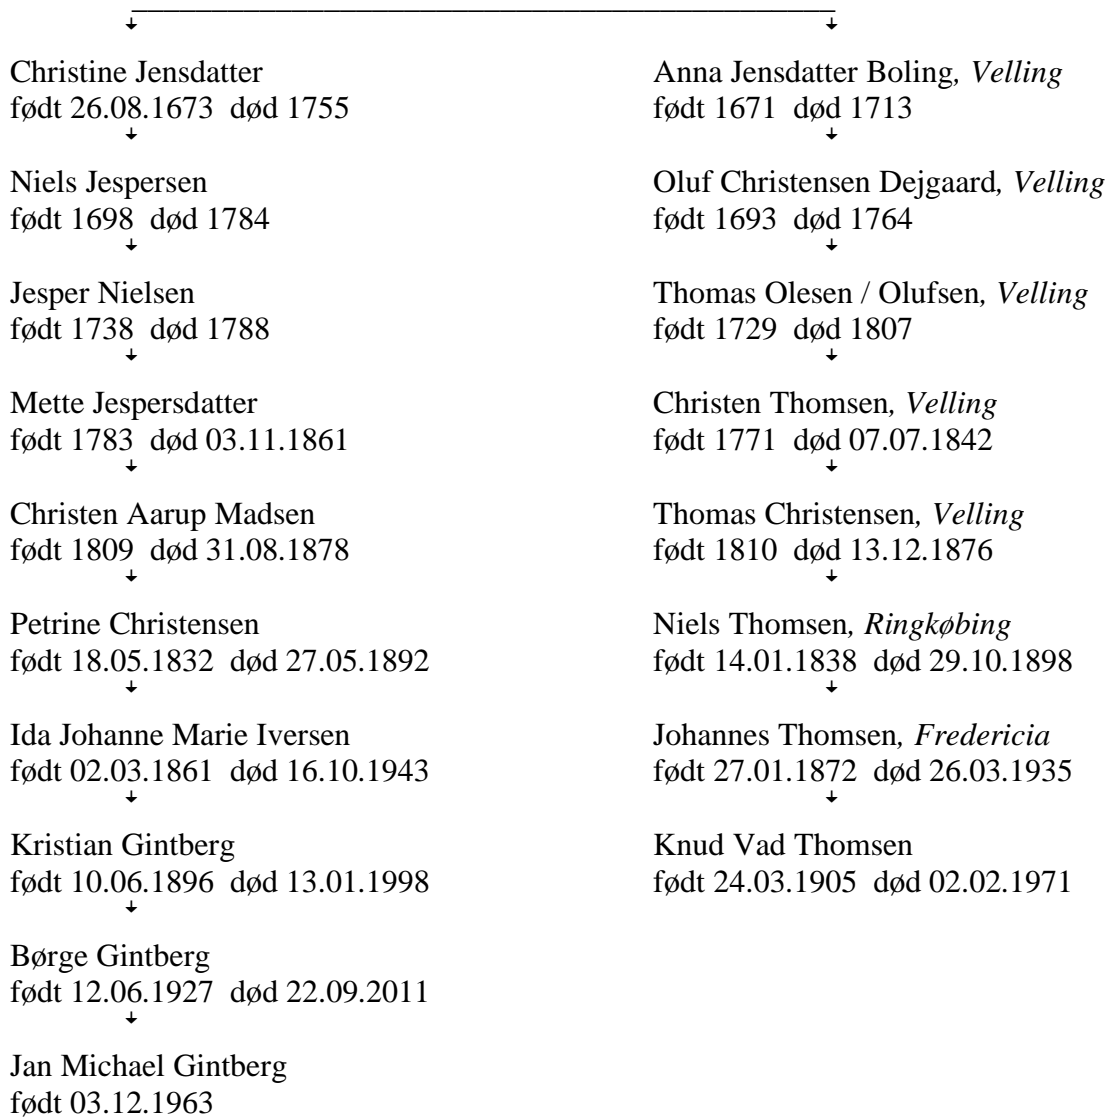 Christine Jensdatter
født 26.08.1673 død 1755
Niels Jespersen
født 1698 død 1784
Jesper Nielsen
født 1738 død 1788
Mette Jespersdatter
født 1783 død 03.11.1861
Christen Aarup Madsen
født 1809 død 31.08.1878
Petrine Christensen
født 18.05.1832 død 27.05.1892
Ida Johanne Marie Iversen
født 02.03.1861 død 16.10.1943
Kristian Gintberg
født 10.06.1896 død 13.01.1998
Børge Gintberg
født 12.06.1927 død 22.09.2011
Jan Michael Gintberg
født 03.12.1963
Anna Jensdatter Boling, Velling
født 1671 død 1713
Oluf Christensen Dejgaard, Velling
født 1693 død 1764
Thomas Olesen / Olufsen, Velling
født 1729 død 1807
Christen Thomsen, Velling
født 1771 død 07.07.1842
Thomas Christensen, Velling
født 1810 død 13.12.1876
Niels Thomsen, Ringkøbing
født 14.01.1838 død 29.10.1898
Johannes Thomsen, Fredericia
født 27.01.1872 død 26.03.1935
Knud Vad Thomsen
født 24.03.1905 død 02.02.1971